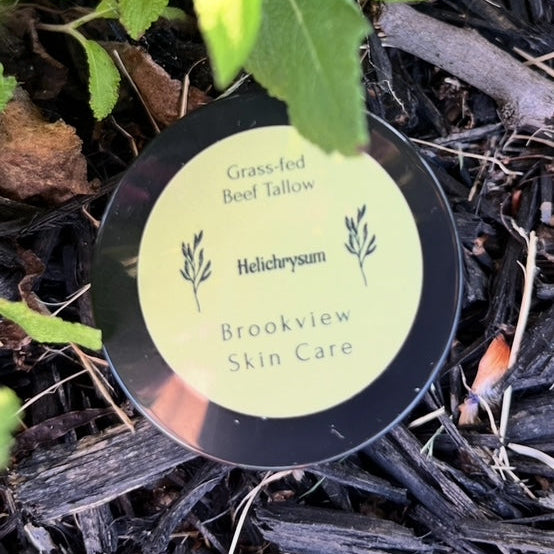 Grass-fed
Beef Tallow
Helichrysum
Brookview
Skin Care